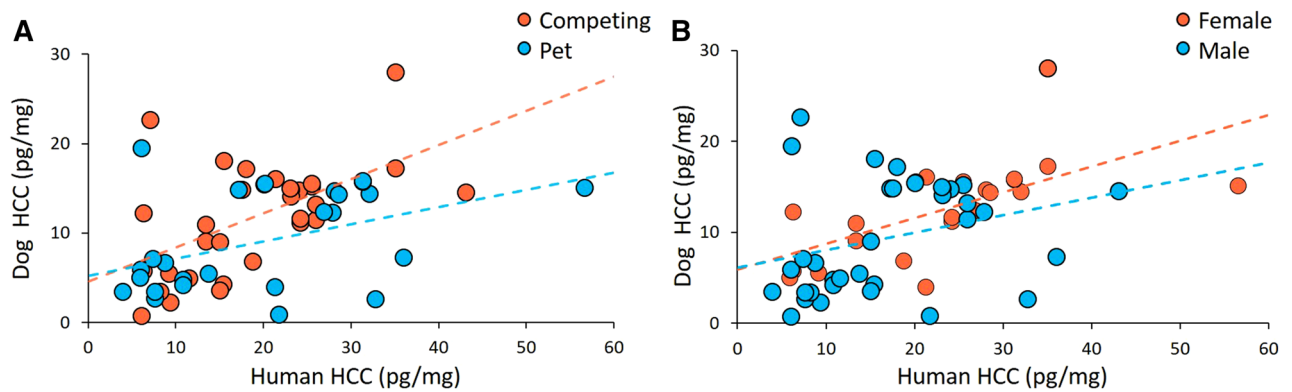 A
Competing
Pet
30
20
10
0
0 10 20 30 40 50 60
Dog HCC (pg/mg)
Human HCC (pg/mg)
B
Female
Male
30
20
10
0
0 10 20 30 40 50 60
Dog HCC (pg/mg)
Human HCC (pg/mg)